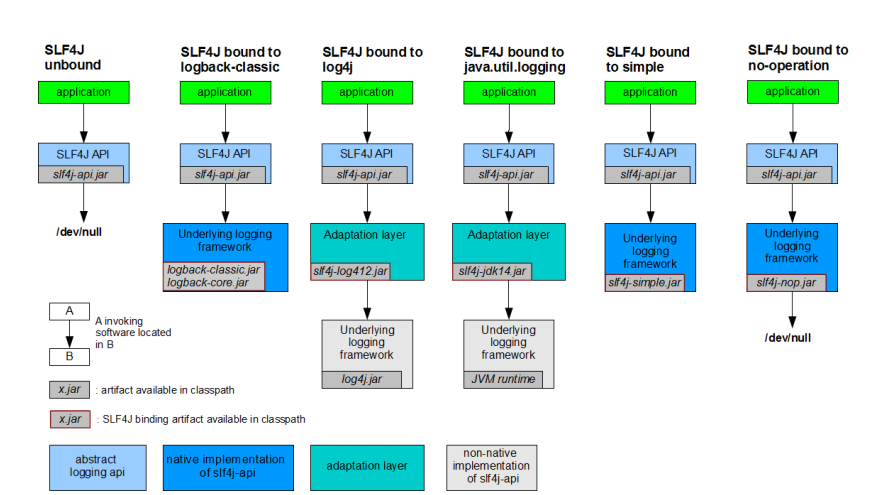 SLF4J
unbound
application
SLF4J API
slf4j-api.jar
/dev/null
SLF4J bound to
logback-classic
application
SLF4J API
slf4j-api.jar
Underlying logging
framework
logback-classic.jar
logback-core.jar
SLF4J bound to
log4j
application
SLF4J API
slf4j-api.jar
Adaptation layer
slf4j-log412.jar
Underlying
logging
framework
log4j.jar
SLF4J bound to
java.util.logging
application
SLF4J API
slf4j-api.jar
Adaptation layer
slf4j-jdk14.jar
Underlying
logging
framework
JVM runtime
SLF4J bound
to simple
application
SLF4J API
slf4j-api.jar
Underlying
logging
framework
slf4j-simple.jar
SLF4J bound to
no-operation
application
SLF4J API
slf4j-api.jar
Underlying
logging
framework
slf4j-nop.jar
/dev/null
A
B
A invoking
software located
in B
x.jar
: artifact available in classpath
x.jar
: SLF4J binding artifact available in classpath
abstract
logging api
native implementation
of slf4j-api
adaptation layer
non-native
implementation
of slf4j-api